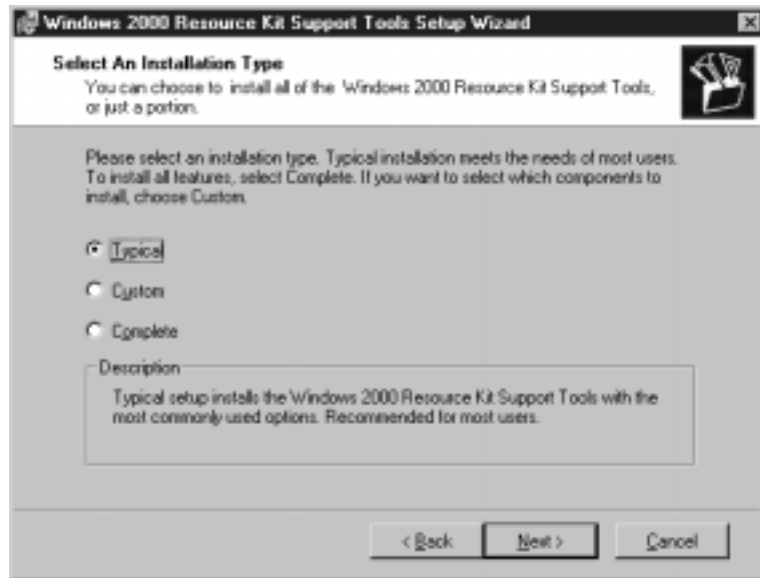 Windows 2000 Resource Kit Support Tools Setup Wizard
Select An Installation Type
You can choose to install all of the Windows 2000 Resource Kit Support Tools,
or just a portion.
Please select an installation type. Typical installation meets the needs of most users.
To install all features, select Complete. If you want to select which components to
install, choose Custom.
Typical
Custom
Complete
Description
Typical setup installs the Windows 2000 Resource Kit Support Tools with the
most commonly used options. Recommended for most users.
< Back
Next >
Cancel